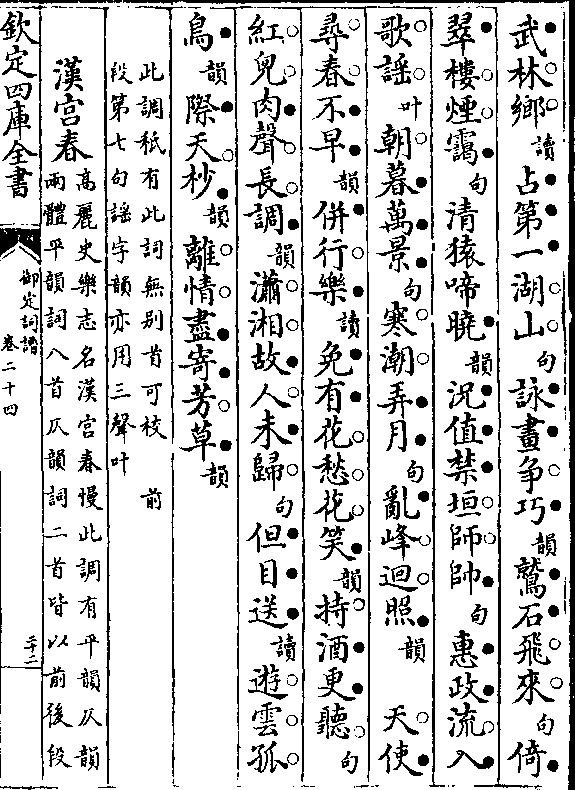 武林鄉讀占第一湖山句詠畫争巧韻鷲石飛來句倚
翠樓煙靄句清猿啼曉韻況值禁垣師帥句惠政流入
歌謡叶朝暮萬景句寒潮弄月句亂峰迴照韻天使
尋春不早韻併行樂讀免有花愁花笑韻持酒更聽句
紅兒肉聲長調韻瀟湘故人未歸句但目送讀遊雲孤
鳥韻際天杪韻離情盡寄芳草韻
此調秪有此詞無别首可校 前
段第七句謡字韻亦用三聲叶
漢宫春
高麗史樂志名漢宫春慢此調有平韻仄韻
兩體平韻詞八首仄韻詞二首皆以前後段
欽定四庫全書
御定詞譜
卷二十四
三十二